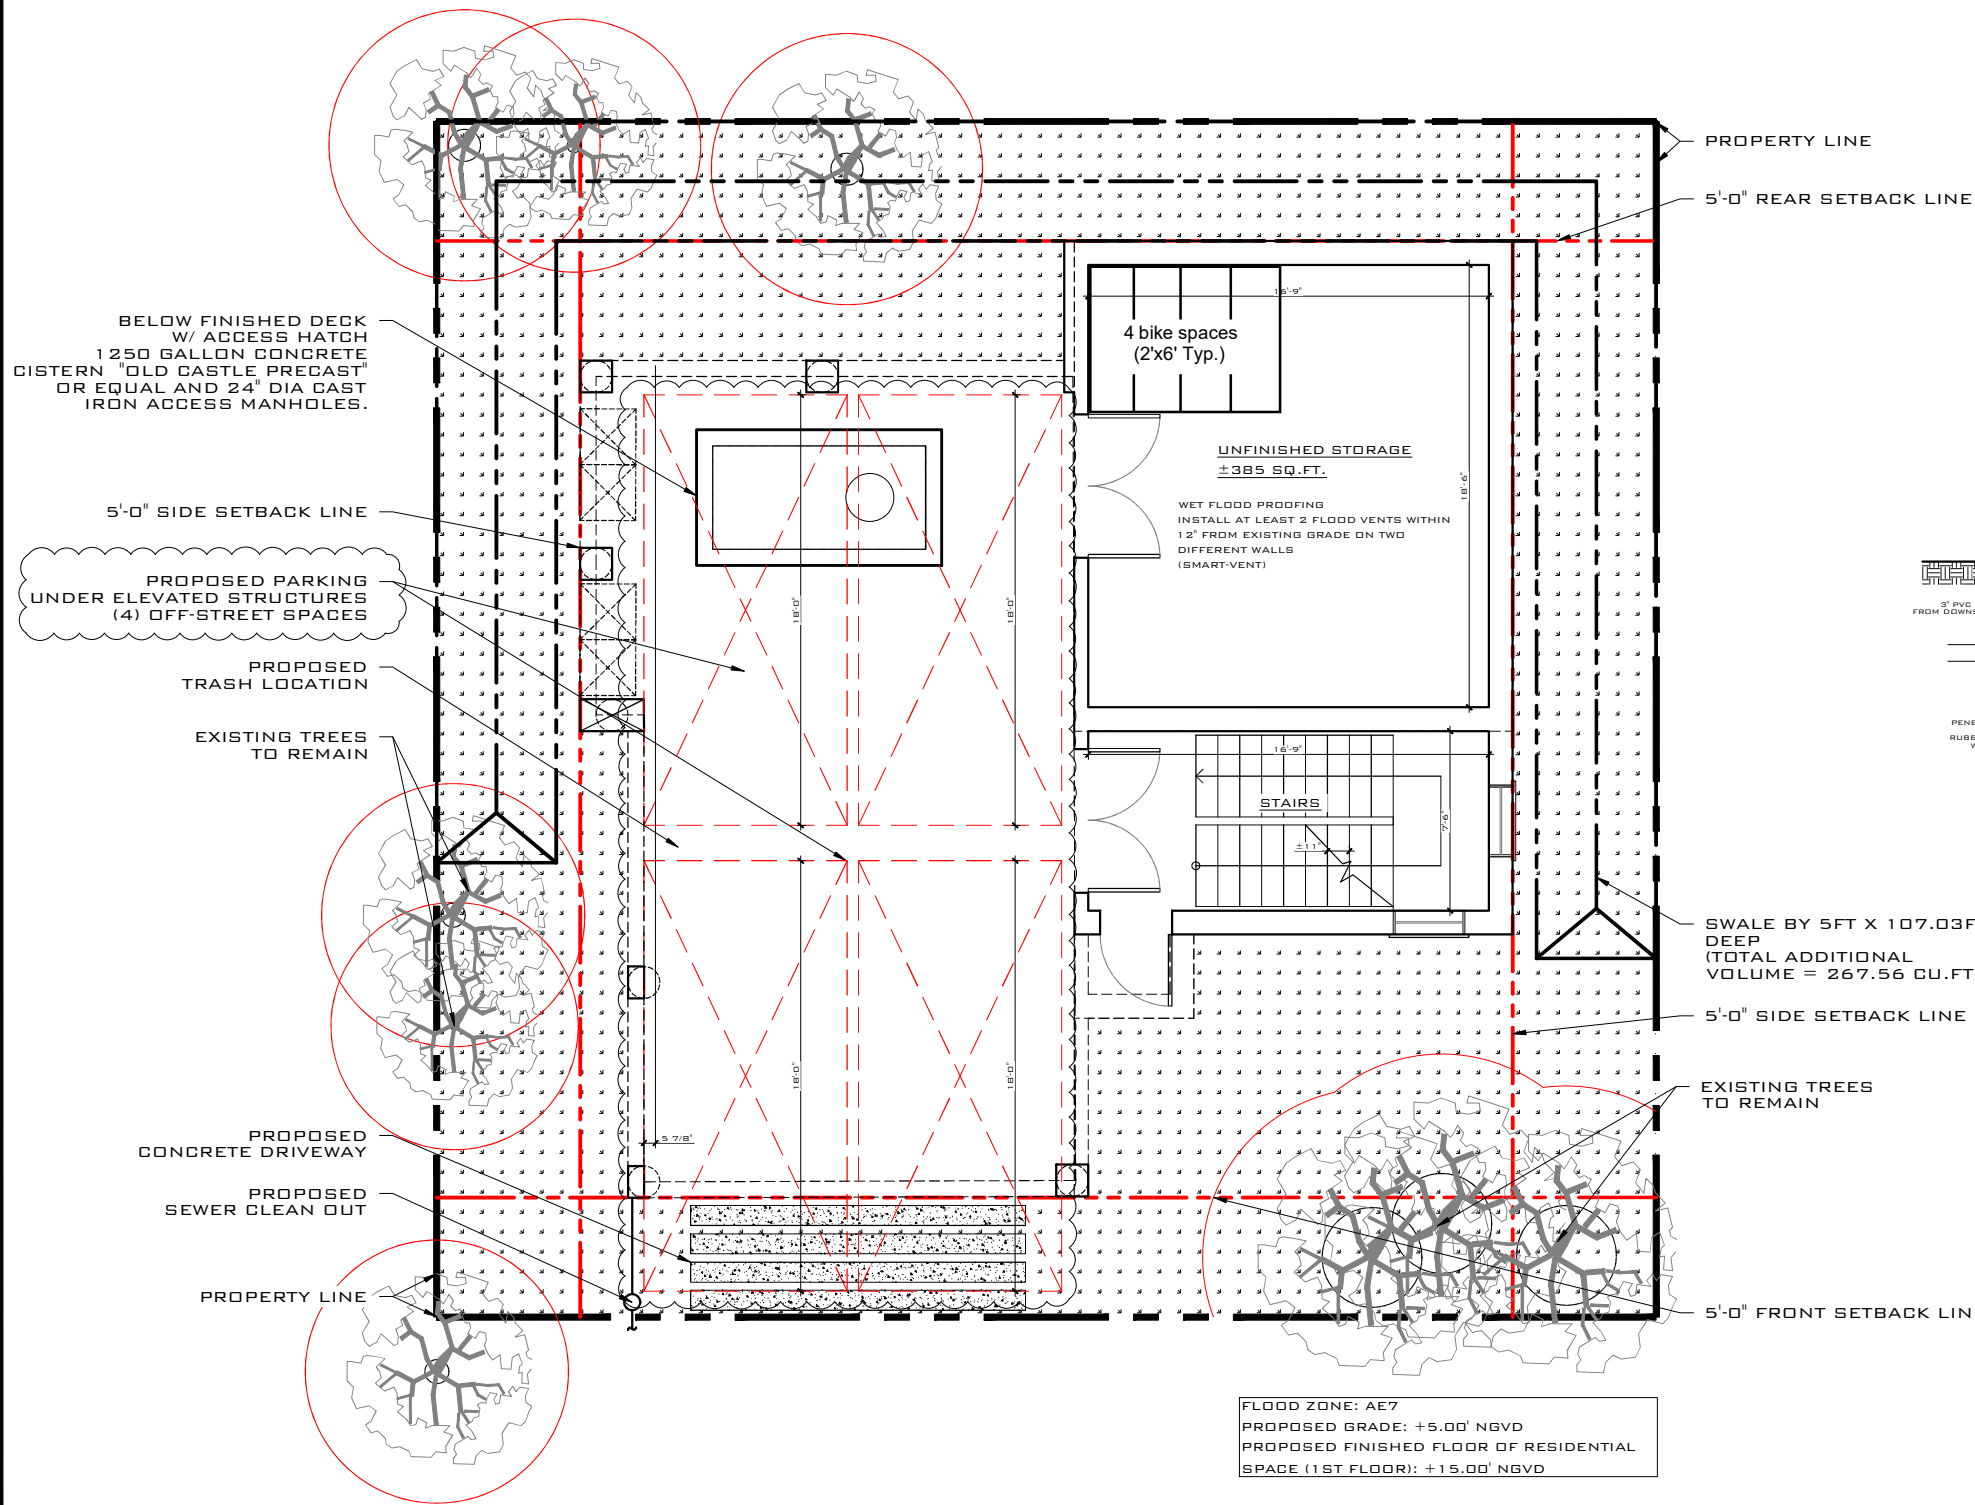 PROPERTY LINE
5'-0" REAR SETBACK LINE
BELOW FINISHED DECK
W/ ACCESS HATCH
1250 GALLON CONCRETE
CISTERN "OLD CASTLE PRECAST"
OR EQUAL AND 24" DIA CAST
IRON ACCESS MANHOLES.
16'-9"
4 bike spaces
(2'x6' Typ.)
UNFINISHED STORAGE
±385 SQ.FT.
18'-6"
WET FLOOD PROOFING
INSTALL AT LEAST 2 FLOOD VENTS WITHIN
12" FROM EXISTING GRADE ON TWO
DIFFERENT WALLS
(SMART-VENT)
5'-0" SIDE SETBACK LINE
PROPOSED PARKING
UNDER ELEVATED STRUCTURES
(4) OFF-STREET SPACES
18'-0"
18'-0"
3" PVC
FROM DOWNS
PROPOSED
TRASH LOCATION
EXISTING TREES
TO REMAIN
PENE
RUBB
W
16'-9"
STAIRS
7'-6"
±11"
SWALE BY 5FT X 107.03F
DEEP
(TOTAL ADDITIONAL
VOLUME = 267.56 CU.FT
5'-0" SIDE SETBACK LINE
18'-0"
18'-0"
EXISTING TREES
TO REMAIN
5 7/8"
PROPOSED
CONCRETE DRIVEWAY
PROPOSED
SEWER CLEAN OUT
PROPERTY LINE
5'-0" FRONT SETBACK LIN
FLOOD ZONE: AE7
PROPOSED GRADE: +5.00' NGVD
PROPOSED FINISHED FLOOR OF RESIDENTIAL
SPACE (1ST FLOOR): +15.00' NGVD